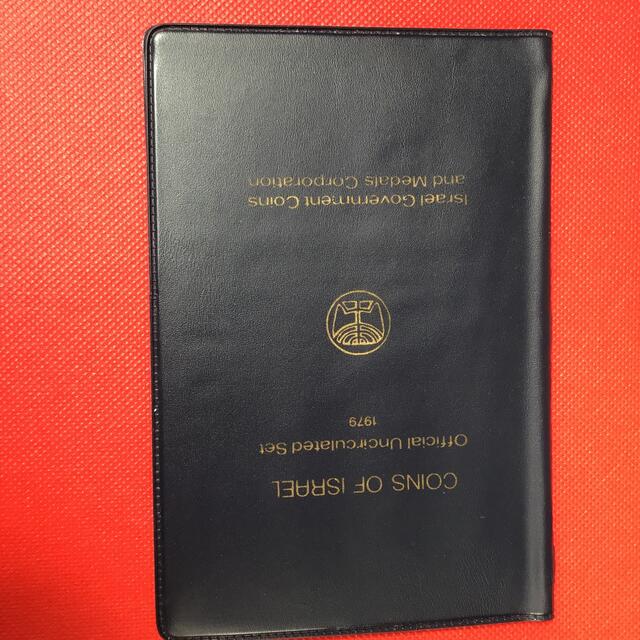 COINS OF ISRAEL
Official Uncirculated Set
1979
Israel Government Coins
and Medals Corporation